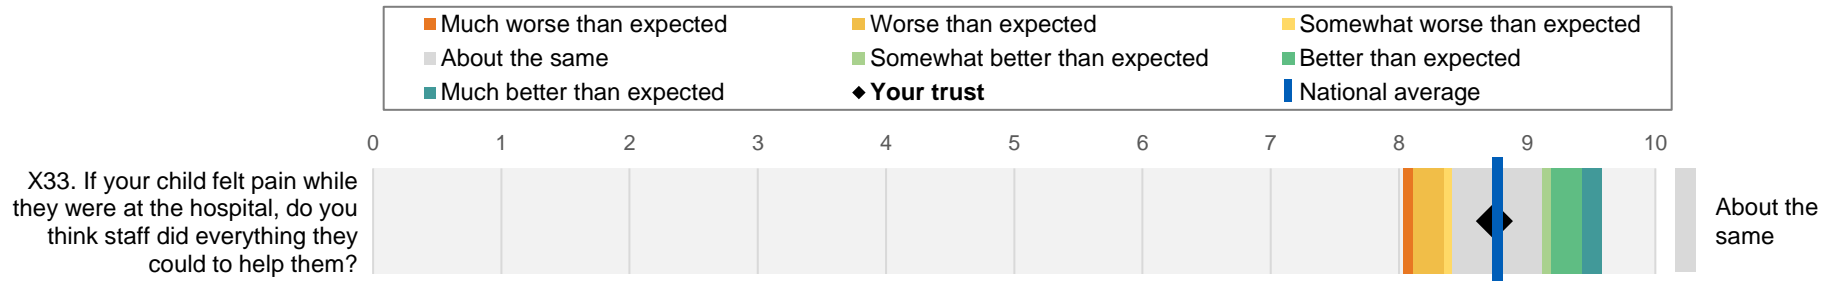 Much worse than expected
Worse than expected
Somewhat worse than expected
About the same
Somewhat better than expected
Better than expected
Much better than expected
Your trust
National average
0 1 2 3 4 5 6 7 8 9 10
X33. If your child felt pain while
they were at the hospital, do you
think staff did everything they
could to help them?
About the
same